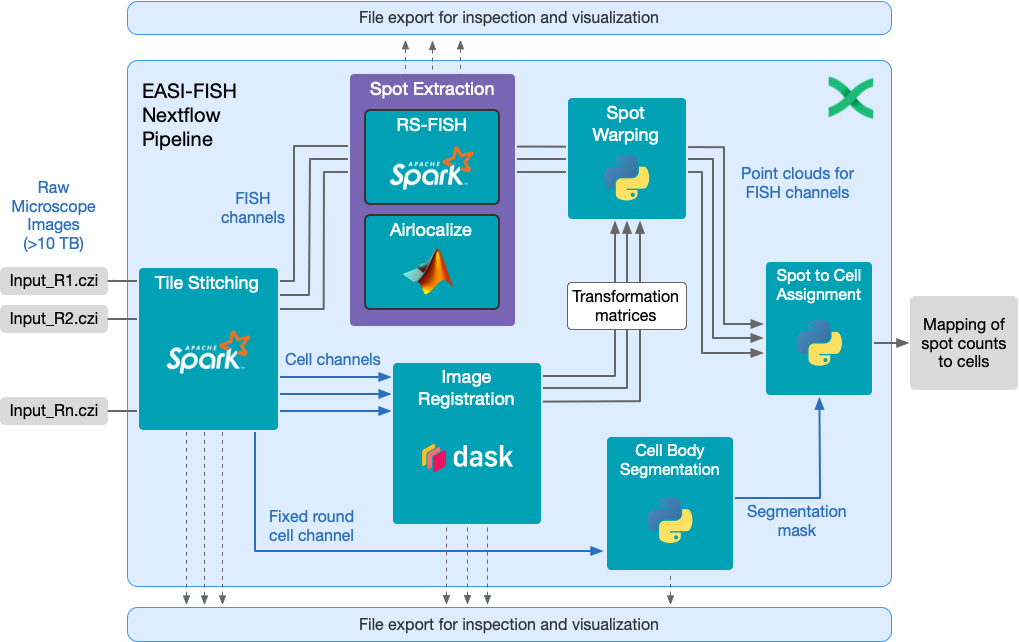 File export for inspection and visualization
EASI-FISH
Nextflow
Pipeline
Spot Extraction
RS-FISH
APACHE
Spark
Airlocalize
Spot
Warping
Raw
Microscope
Images
(>10 TB)
FISH
channels
Point clouds for
FISH channels
Input_R1.czi
Input_R2.czi
Input_Rn.czi
Tile Stitching
APACHE
Spark
Transformation
matrices
Spot to Cell
Assignment
Mapping of
spot counts
to cells
Cell channels
Image
Registration
dask
Cell Body
Segmentation
Fixed round
cell channel
Segmentation
mask
File export for inspection and visualization